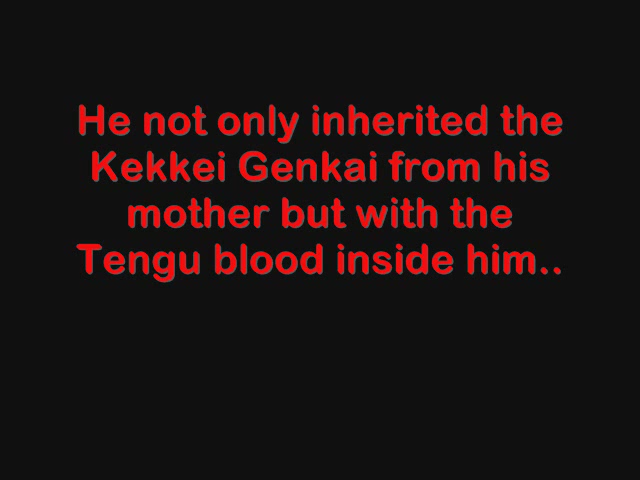 He not only inherited the
Kekkei Genkai from his
mother but with the
Tengu blood inside him..